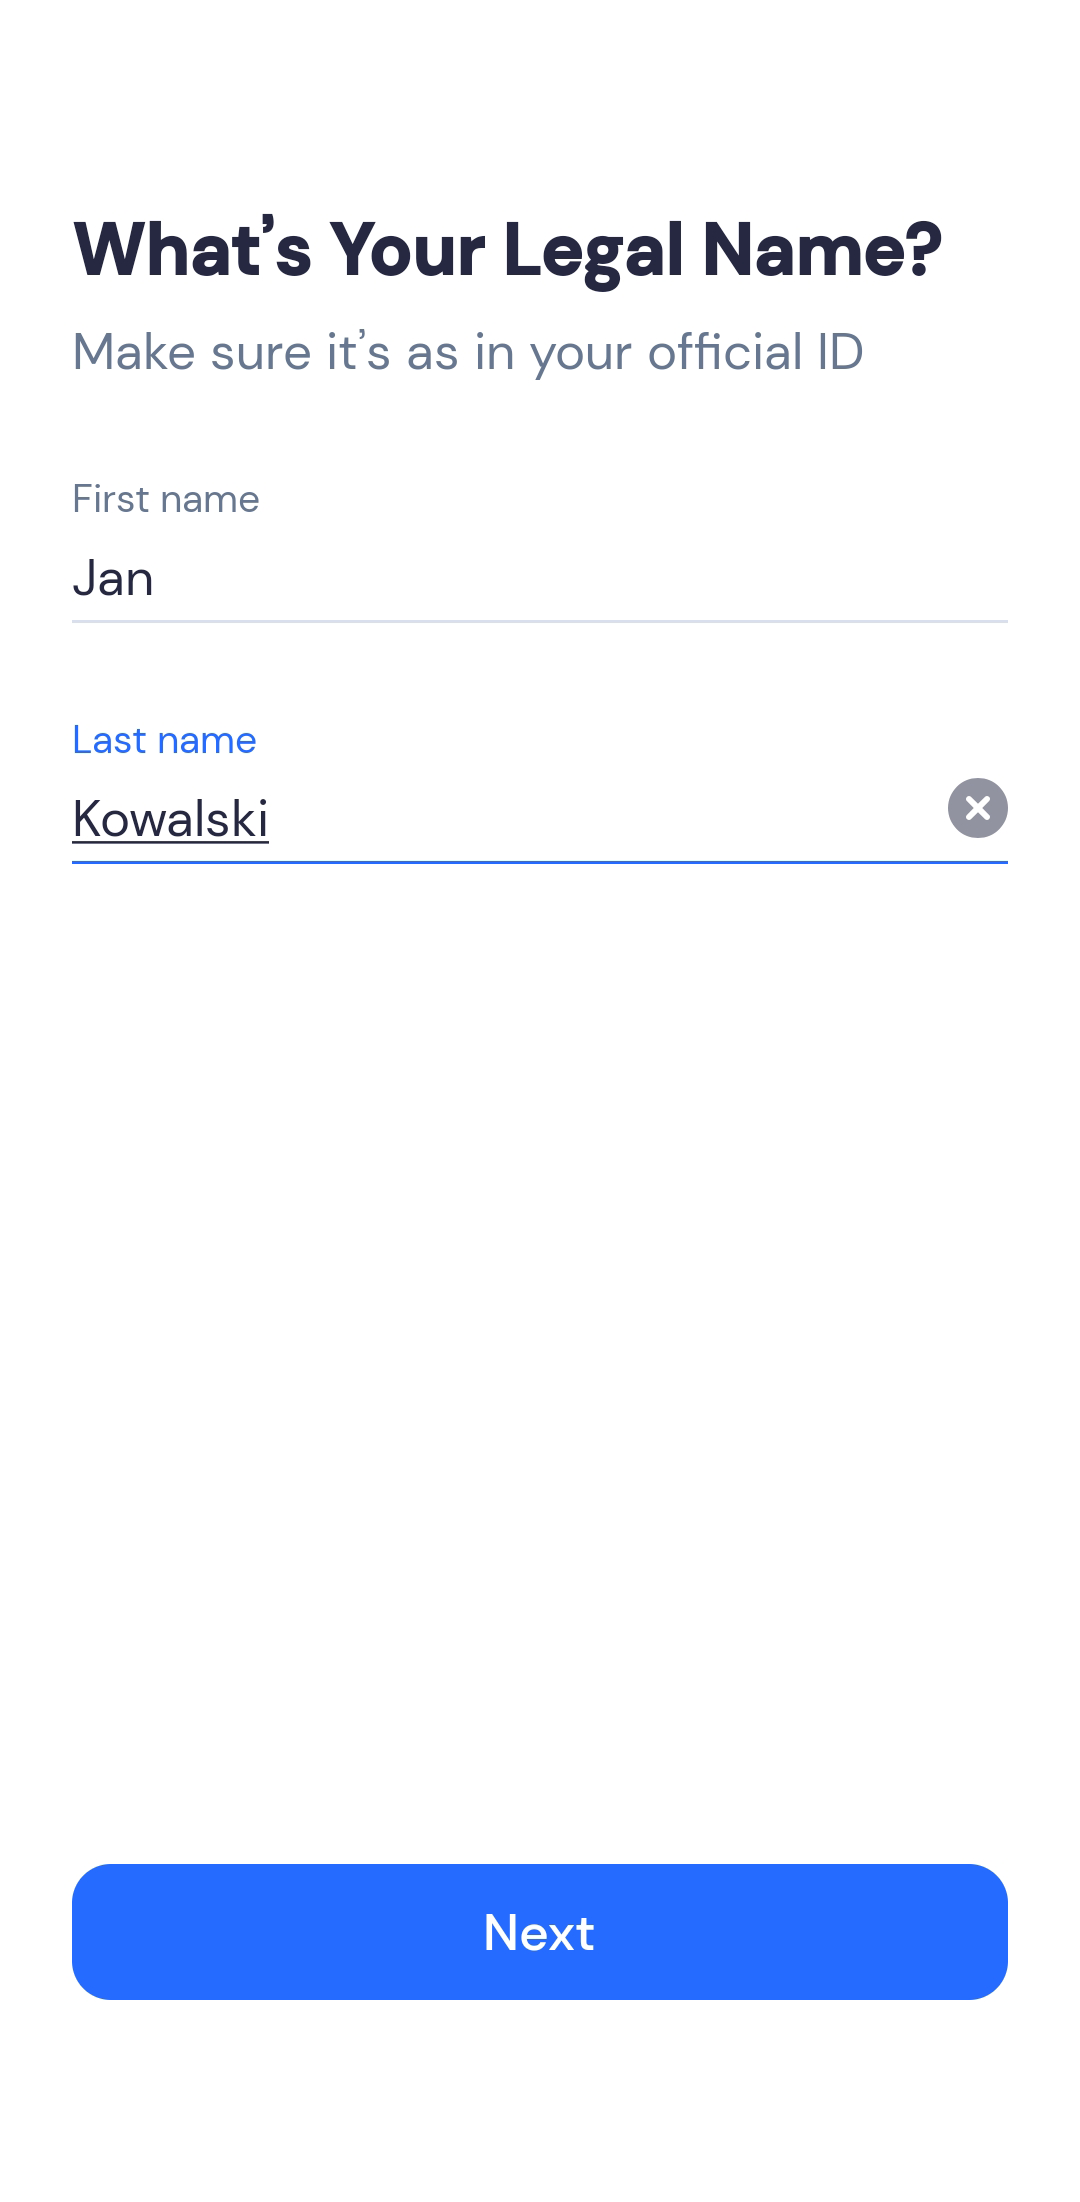 What’s Your Legal Name?
Make sure it’s as in your official ID
First name
Jan
Last name
Kowalski
Next